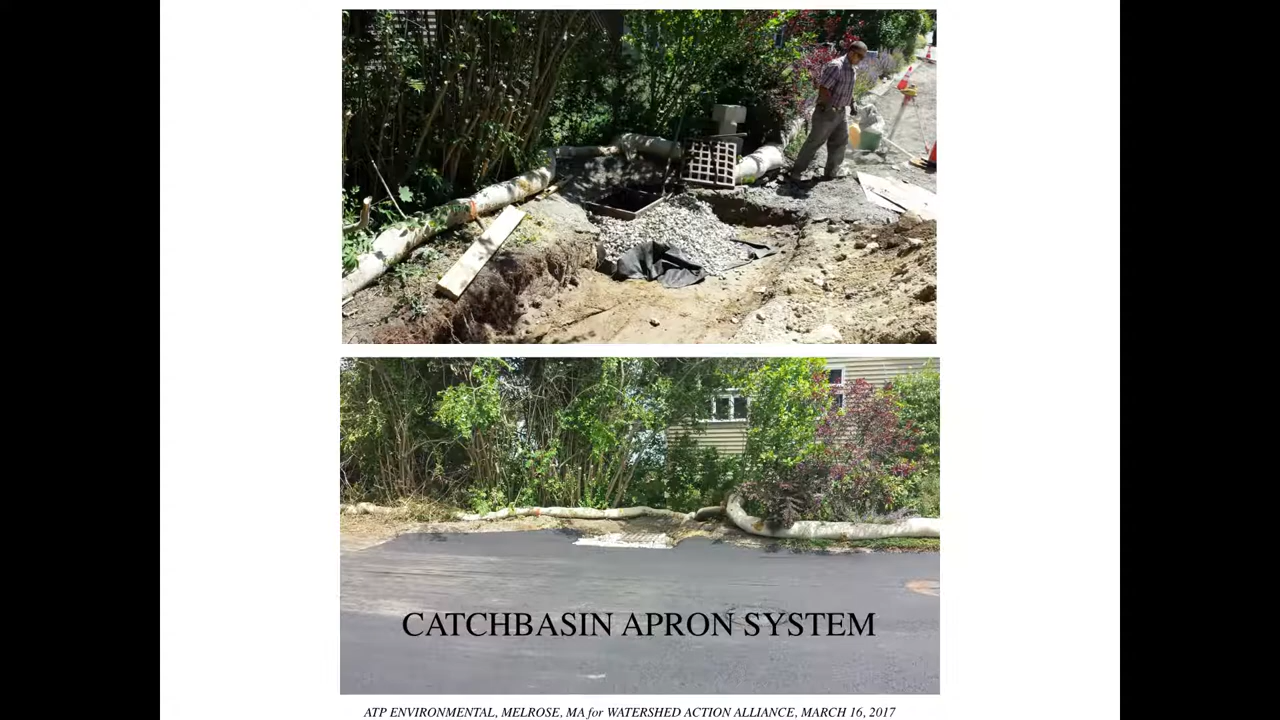 CATCHBASIN APRON SYSTEM
ATP ENVIRONMENTAL, MELROSE, MA for WATERSHED ACTION ALLIANCE, MARCH 16, 2017